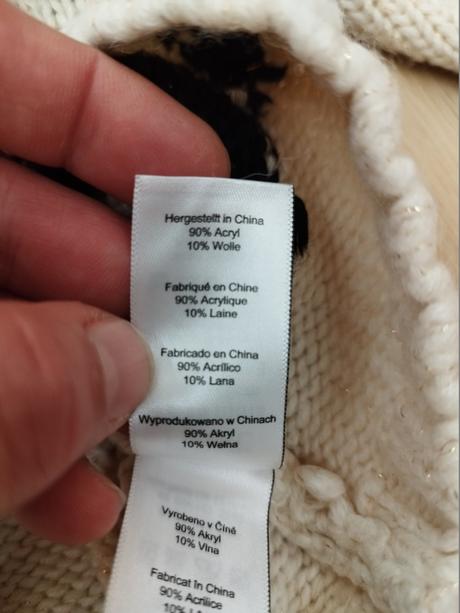 Hergestellt in China
90% Acryl
10% Wolle
Fabriqué en Chine
90% Acrylique
10% Laine
Fabricado en China
90% Acrílico
10% Lana
Wyprodukowano w Chinach
90% Akryl
10% Wełna
Vyrobeno v Číně
90% Akryl
10% Vlna
Fabricat în China
90% Acrilice
10%